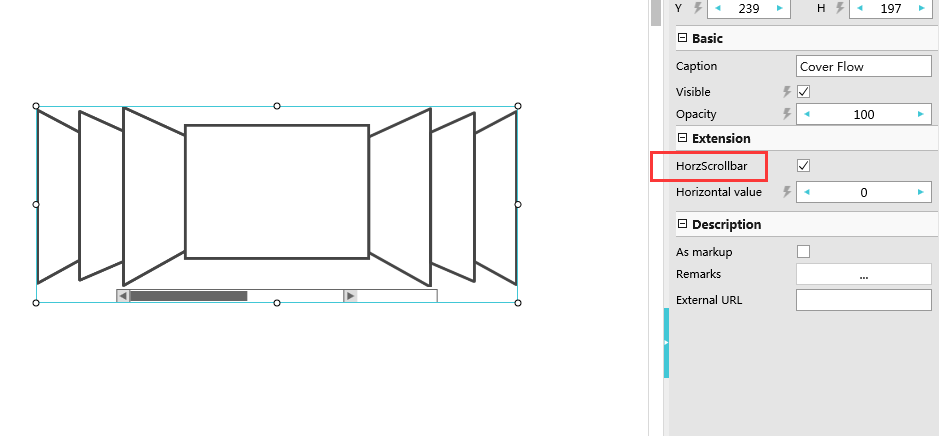 Y 239 H 197
Basic
Caption Cover Flow
Visible
Opacity 100
Extension
HorzScrollbar
Horizontal value 0
Description
As markup
Remarks ...
External URL